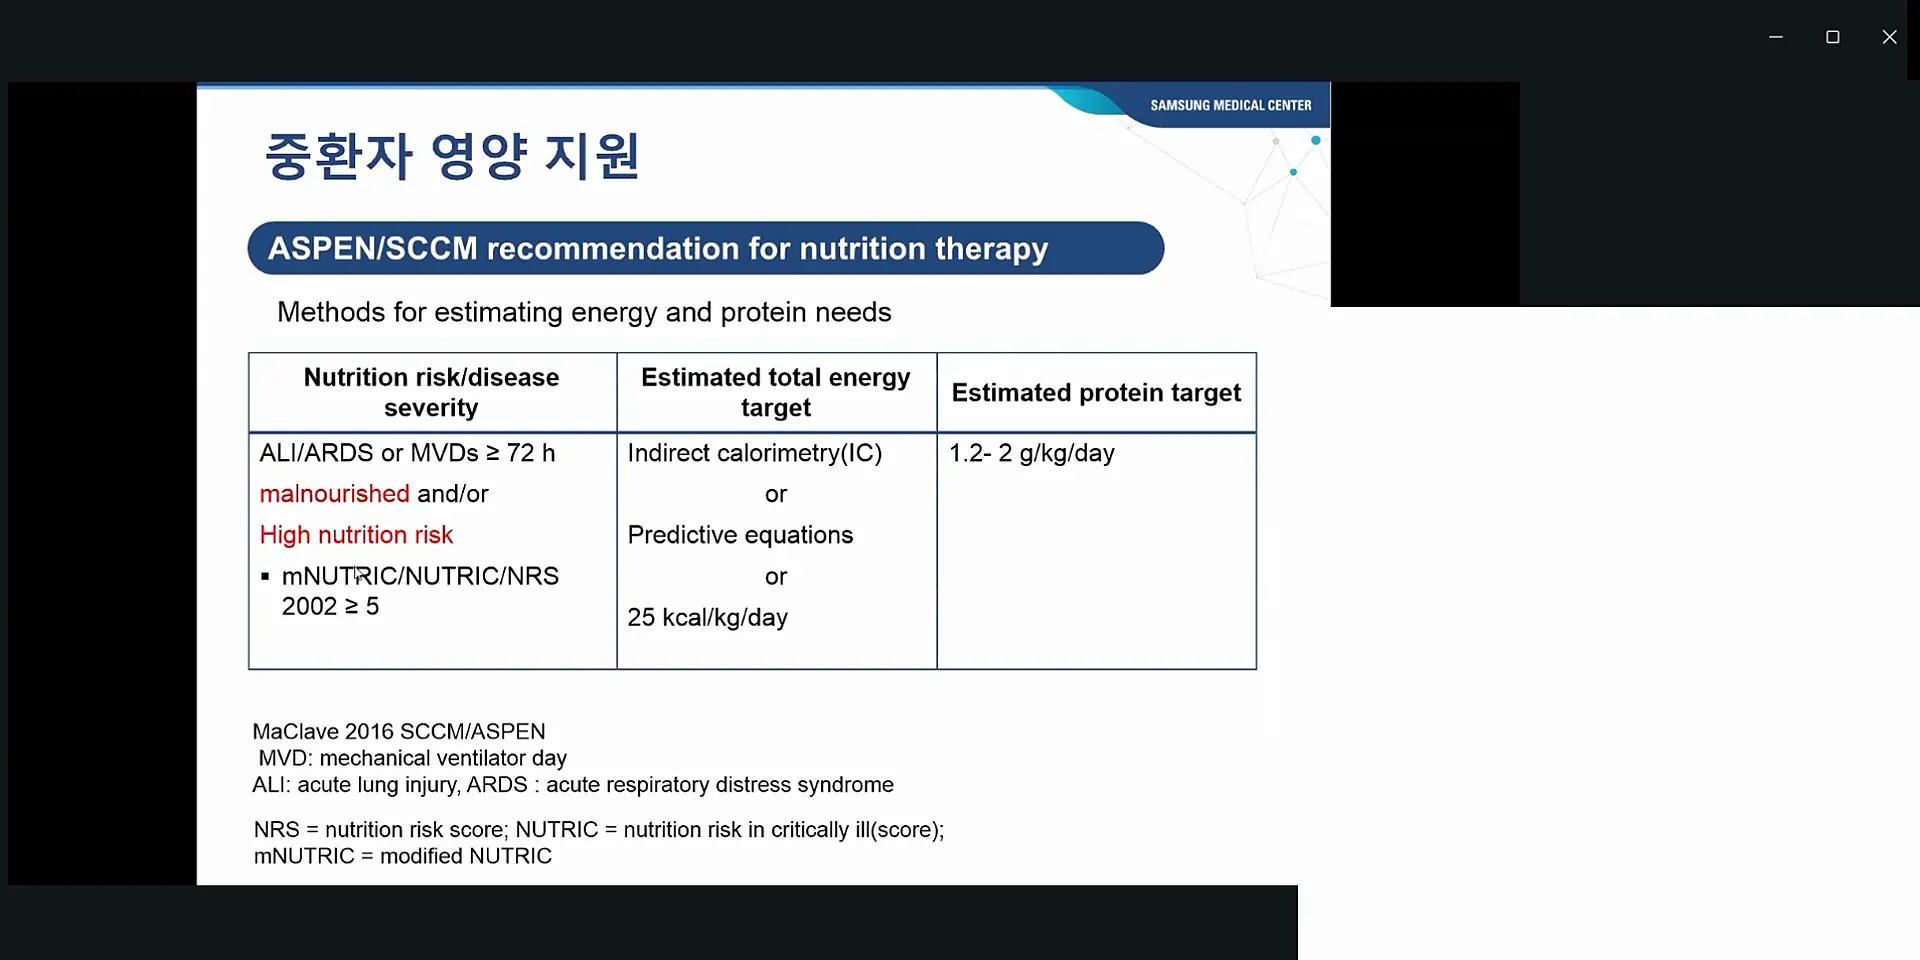 SAMSUNG MEDICAL CENTER
중환자 영양 지원
ASPEN/SCCM recommendation for nutrition therapy
Methods for estimating energy and protein needs
Nutrition risk/disease
severity
Estimated total energy
target
Estimated protein target
ALI/ARDS or MVDs ≥ 72 h
malnourished and/or
High nutrition risk
▪ mNUTRIC/NUTRIC/NRS
2002 ≥ 5
Indirect calorimetry(IC)
or
Predictive equations
or
25 kcal/kg/day
1.2- 2 g/kg/day
MaClave 2016 SCCM/ASPEN
MVD: mechanical ventilator day
ALI: acute lung injury, ARDS : acute respiratory distress syndrome
NRS = nutrition risk score; NUTRIC = nutrition risk in critically ill(score);
mNUTRIC = modified NUTRIC